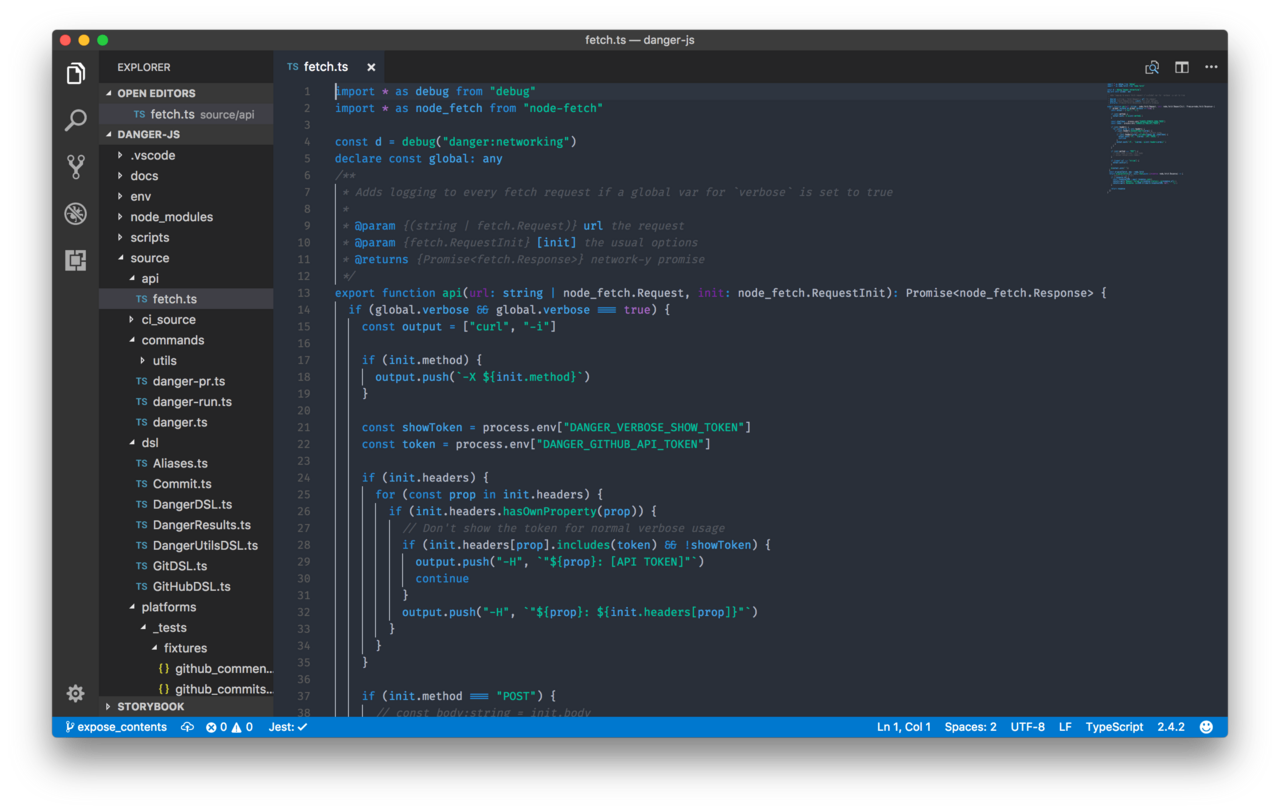 fetch.ts — danger-js
EXPLORER
OPEN EDITORS
TS fetch.ts source/api
DANGER-JS
.vscode
docs
env
node_modules
scripts
source
api
TS fetch.ts
ci_source
commands
utils
TS danger-pr.ts
TS danger-run.ts
TS danger.ts
dsl
TS Aliases.ts
TS Commit.ts
TS DangerDSL.ts
TS DangerResults.ts
TS DangerUtilsDSL.ts
TS GitDSL.ts
TS GitHubDSL.ts
platforms
_tests
fixtures
{} github_commen...
{} github_commits...
STORYBOOK
TS fetch.ts ×
1 import * as debug from "debug"
2 import * as node_fetch from "node-fetch"
3
4 const d = debug("danger:networking")
5 declare const global: any
6 /**
7 * Adds logging to every fetch request if a global var for `verbose` is set to true
8 *
9 * @param {(string | fetch.Request)} url the request
10 * @param {fetch.RequestInit} [init] the usual options
11 * @returns {Promise<fetch.Response>} network-y promise
12 */
13 export function api(url: string | node_fetch.Request, init: node_fetch.RequestInit): Promise<node_fetch.Response> {
14 if (global.verbose && global.verbose === true) {
15 const output = ["curl", "-i"]
16
17 if (init.method) {
18 output.push(`-X ${init.method}`)
19 }
20
21 const showToken = process.env["DANGER_VERBOSE_SHOW_TOKEN"]
22 const token = process.env["DANGER_GITHUB_API_TOKEN"]
23
24 if (init.headers) {
25 for (const prop in init.headers) {
26 if (init.headers.hasOwnProperty(prop)) {
27 // Don't show the token for normal verbose usage
28 if (init.headers[prop].includes(token) && !showToken) {
29 output.push("-H", `"${prop}: [API TOKEN]"`)
30 continue
31 }
32 output.push("-H", `"${prop}: ${init.headers[prop]}"`)
33 }
34 }
35 }
36
37 if (init.method === "POST") {
38 // const body:string = init.body
expose_contents 0 0 Jest: ✓ Ln 1, Col 1 Spaces: 2 UTF-8 LF TypeScript 2.4.2